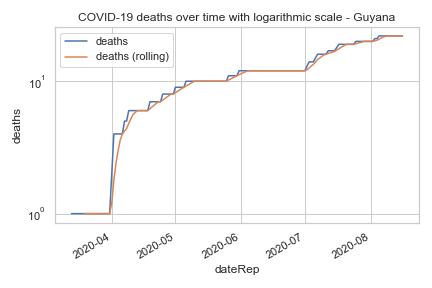 COVID-19 deaths over time with logarithmic scale - Guyana
deaths
deaths (rolling)
10¹
10⁰
deaths
2020-04
2020-05
2020-06
2020-07
2020-08
dateRep